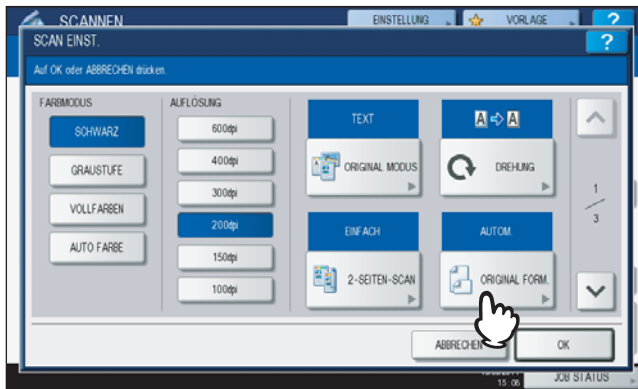 SCANNEN
EINSTELLUNG
VORLAGE
?
SCAN EINST.
?
Auf OK oder ABBRECHEN drücken.
FARBMODUS
AUFLÖSUNG
SCHWARZ
GRAUSTUFE
VOLLFARBEN
AUTO FARBE
600dpi
400dpi
300dpi
200dpi
150dpi
100dpi
TEXT
ORIGINAL MODUS
A A
DREHUNG
EINFACH
2-SEITEN-SCAN
AUTOM.
ORIGINAL FORM.
1
3
ABBRECHEN
OK
15:08
JOB STATUS